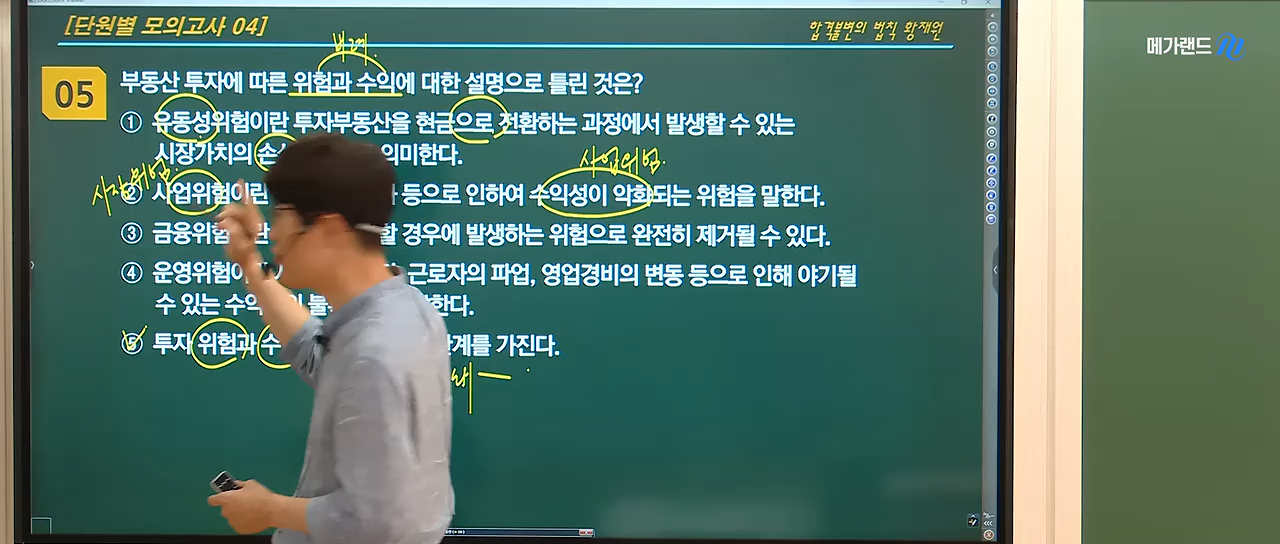 [단원별 모의고사 04]
합격불변의 법칙 황재원
메가랜드
비례
05 부동산 투자에 따른 위험과 수익에 대한 설명으로 틀린 것은?
① 유동성위험이란 투자부동산을 현금으로 전환하는 과정에서 발생할 수 있는
시장가치의 손 의미한다.
사업위험
시장위험
② 사업위험이란 등으로 인하여 수익성이 악화되는 위험을 말한다.
③ 금융위험 할 경우에 발생하는 위험으로 완전히 제거될 수 있다.
④ 운영위험이 근로자의 파업, 영업경비의 변동 등으로 인해 야기될
수 있는 수익 불 한다.
⑤ 투자 위험과 수 관계를 가진다.